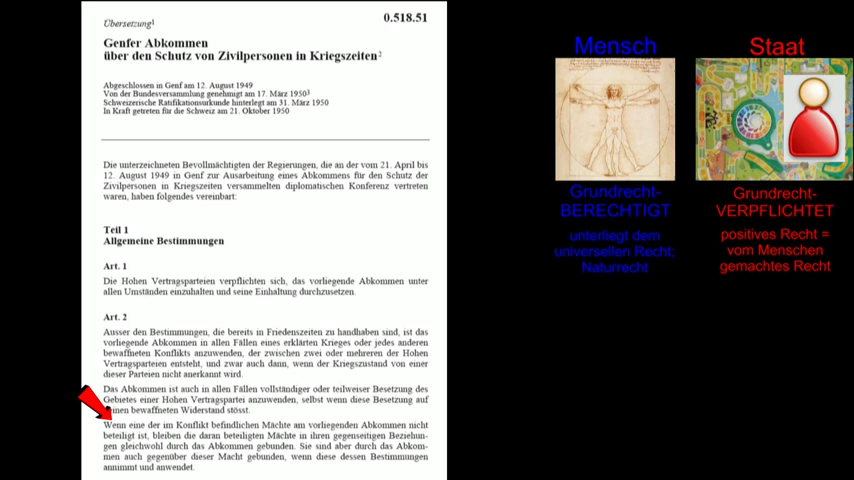 Übersetzung¹
0.518.51
Genfer Abkommen
über den Schutz von Zivilpersonen in Kriegszeiten²
Abgeschlossen in Genf am 12. August 1949
Von der Bundesversammlung genehmigt am 17. März 1950³
Schweizerische Ratifikationsurkunde hinterlegt am 31. März 1950
In Kraft getreten für die Schweiz am 21. Oktober 1950
Die unterzeichneten Bevollmächtigten der Regierungen, die an der vom 21. April bis
12. August 1949 in Genf zur Ausarbeitung eines Abkommens für den Schutz der
Zivilpersonen in Kriegszeiten versammelten diplomatischen Konferenz vertreten
waren, haben folgendes vereinbart:
Teil 1
Allgemeine Bestimmungen
Art. 1
Die Hohen Vertragsparteien verpflichten sich, das vorliegende Abkommen unter
allen Umständen einzuhalten und seine Einhaltung durchzusetzen.
Art. 2
Ausser den Bestimmungen, die bereits in Friedenszeiten zu handhaben sind, ist das
vorliegende Abkommen in allen Fällen eines erklärten Krieges oder jedes anderen
bewaffneten Konflikts anzuwenden, der zwischen zwei oder mehreren der Hohen
Vertragsparteien entsteht, und zwar auch dann, wenn der Kriegszustand von einer
dieser Parteien nicht anerkannt wird.
Das Abkommen ist auch in allen Fällen vollständiger oder teilweiser Besetzung des
Gebietes einer Hohen Vertragspartei anzuwenden, selbst wenn diese Besetzung auf
einen bewaffneten Widerstand stösst.
Wenn eine der im Konflikt befindlichen Mächte am vorliegenden Abkommen nicht
beteiligt ist, bleiben die daran beteiligten Mächte in ihren gegenseitigen Beziehun-
gen gleichwohl durch das Abkommen gebunden. Sie sind aber durch das Abkom-
men auch gegenüber dieser Macht gebunden, wenn diese dessen Bestimmungen
annimmt und anwendet.
Mensch
Grundrecht-
BERECHTIGT
unterliegt dem
universellen Recht;
Naturrecht
Staat
Grundrecht-
VERPFLICHTET
positives Recht =
vom Menschen
gemachtes Recht